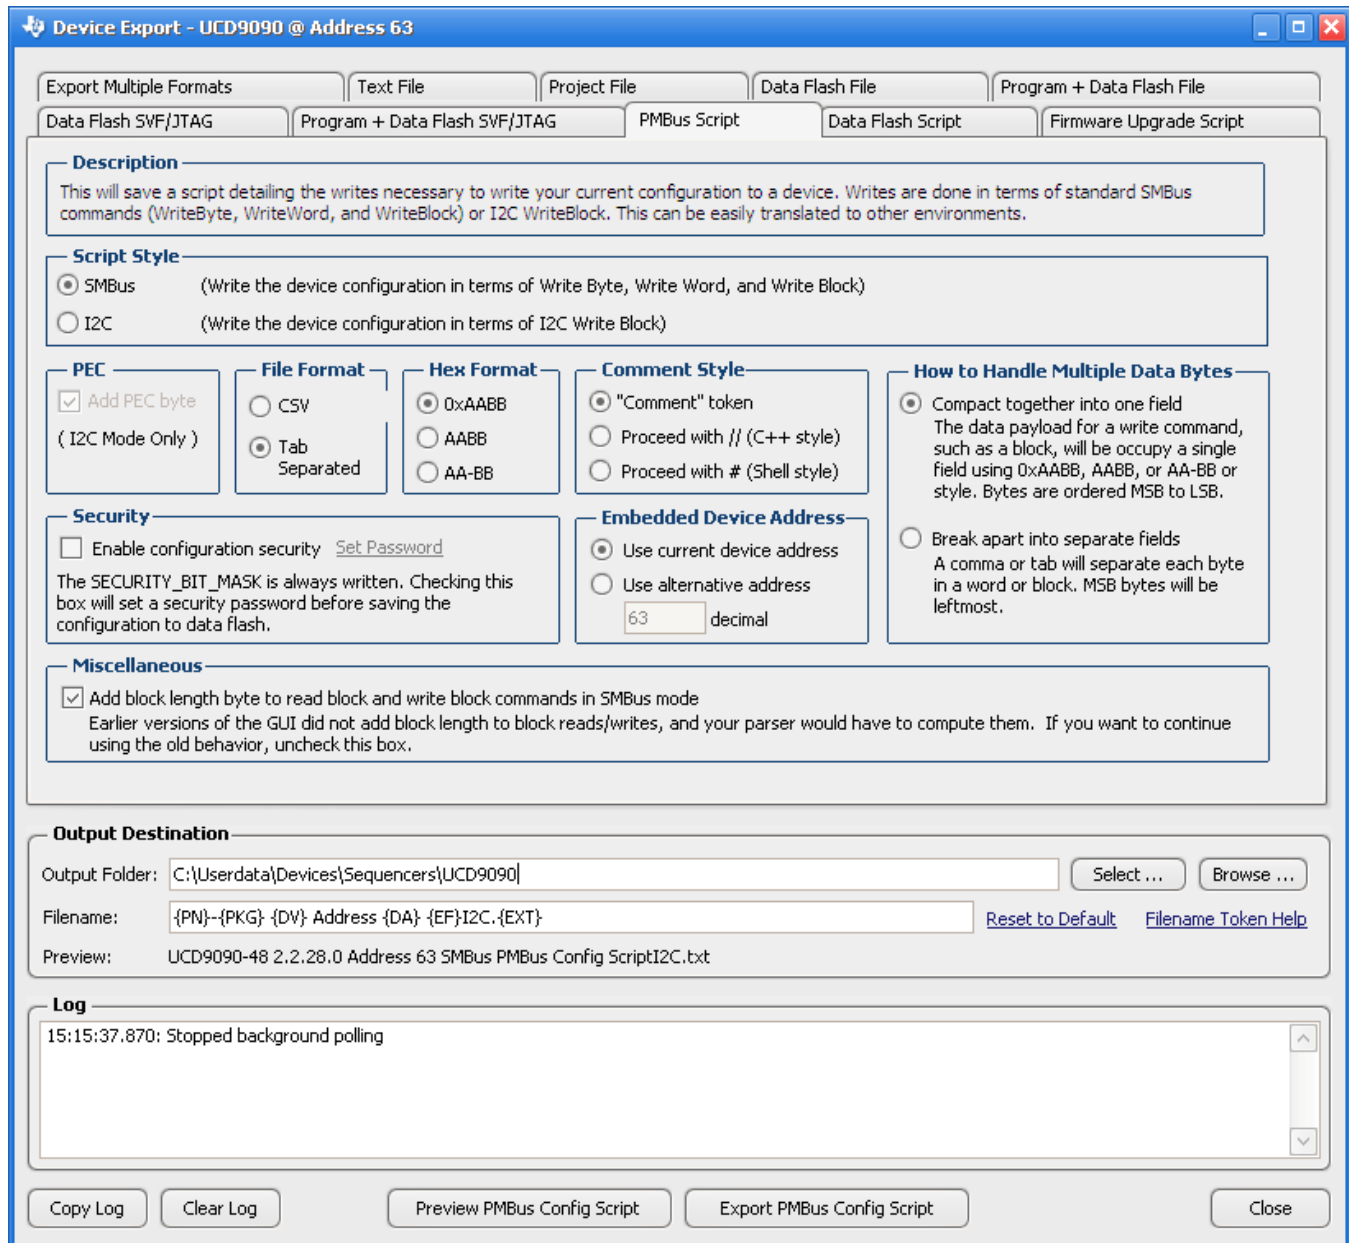 Device Export - UCD9090 @ Address 63
Export Multiple Formats
Text File
Project File
Data Flash File
Program + Data Flash File
Data Flash SVF/JTAG
Program + Data Flash SVF/JTAG
PMBus Script
Data Flash Script
Firmware Upgrade Script
Description
This will save a script detailing the writes necessary to write your current configuration to a device. Writes are done in terms of standard SMBus
commands (WriteByte, WriteWord, and WriteBlock) or I2C WriteBlock. This can be easily translated to other environments.
Script Style
SMBus (Write the device configuration in terms of Write Byte, Write Word, and Write Block)
I2C (Write the device configuration in terms of I2C Write Block)
PEC
Add PEC byte
( I2C Mode Only )
File Format
CSV
Tab
Separated
Hex Format
0xAABB
AABB
AA-BB
Comment Style
"Comment" token
Proceed with // (C++ style)
Proceed with # (Shell style)
How to Handle Multiple Data Bytes
Compact together into one field
The data payload for a write command,
such as a block, will be occupy a single
field using 0xAABB, AABB, or AA-BB or
style. Bytes are ordered MSB to LSB.
Break apart into separate fields
A comma or tab will separate each byte
in a word or block. MSB bytes will be
leftmost.
Security
Enable configuration security Set Password
The SECURITY_BIT_MASK is always written. Checking this
box will set a security password before saving the
configuration to data flash.
Embedded Device Address
Use current device address
Use alternative address
63 decimal
Miscellaneous
Add block length byte to read block and write block commands in SMBus mode
Earlier versions of the GUI did not add block length to block reads/writes, and your parser would have to compute them. If you want to continue
using the old behavior, uncheck this box.
Output Destination
Output Folder: C:\Userdata\Devices\Sequencers\UCD9090 Select ... Browse ...
Filename: {PN}-{PKG} {DV} Address {DA} {EF}I2C.{EXT} Reset to Default Filename Token Help
Preview: UCD9090-48 2.2.28.0 Address 63 SMBus PMBus Config ScriptI2C.txt
Log
15:15:37.870: Stopped background polling
Copy Log
Clear Log
Preview PMBus Config Script
Export PMBus Config Script
Close